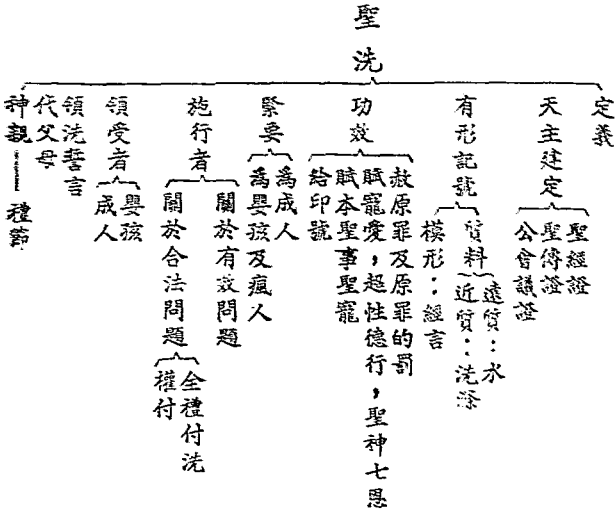 聖洗
定義
天主建定
聖經證
聖傳證
公會議證
有形記號
質料
遠質：水
近質：洗滌
模形：經言
功效
赦原罪及原罪的罰
賦寵愛，超性德行，聖神七恩
賦本聖事聖寵
給印號
緊要
為成人
為嬰孩及瘋人
施行者
關於有效問題
關於合法問題
全禮付洗
權付
領受者
嬰孩
成人
領洗誓言
代父母
神親——禮節